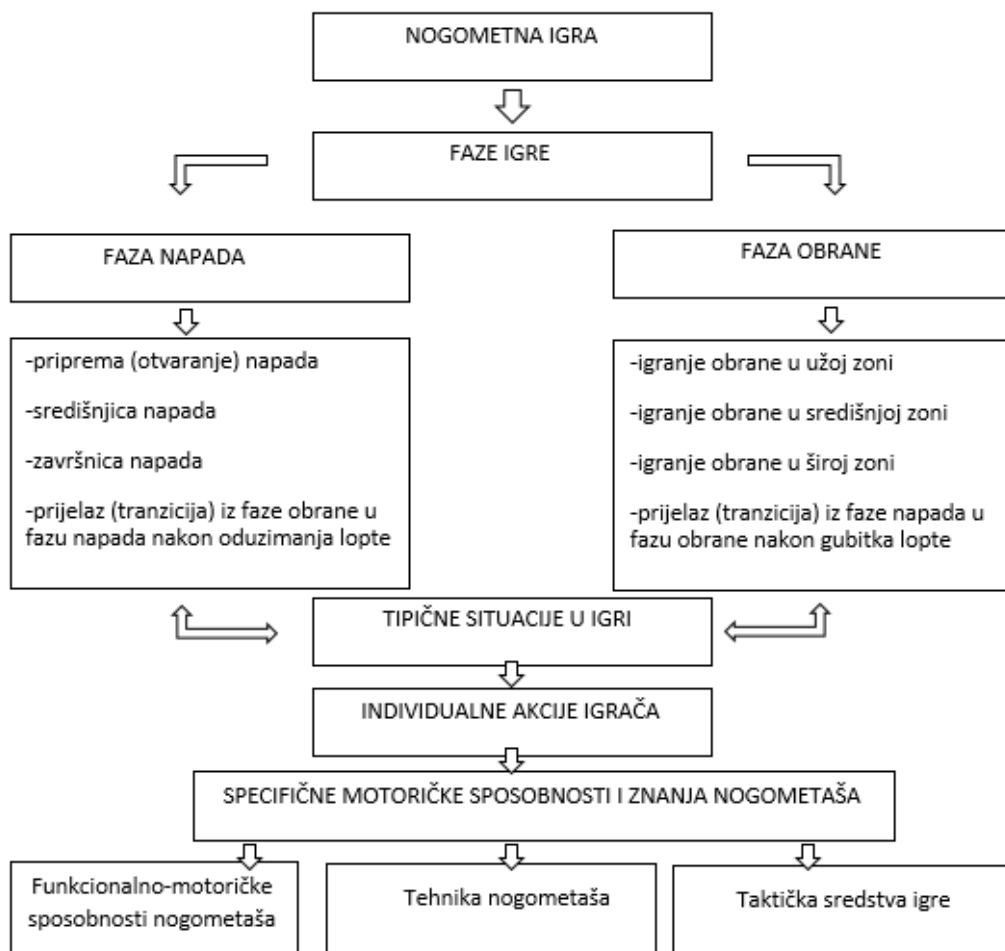 NOGOMETNA IGRA
FAZE IGRE
FAZA NAPADA
FAZA OBRANE
-priprema (otvaranje) napada
-središnjica napada
-završnica napada
-prijelaz (tranzicija) iz faze obrane u
fazu napada nakon oduzimanja lopte
-igranje obrane u užoj zoni
-igranje obrane u središnjoj zoni
-igranje obrane u široj zoni
-prijelaz (tranzicija) iz faze napada u
fazu obrane nakon gubitka lopte
TIPIČNE SITUACIJE U IGRI
INDIVIDUALNE AKCIJE IGRAČA
SPECIFIČNE MOTORIČKE SPOSOBNOSTI I ZNANJA NOGOMETAŠA
Funkcionalno-motoričke
sposobnosti nogometaša
Tehnika nogometaša
Taktička sredstva igre